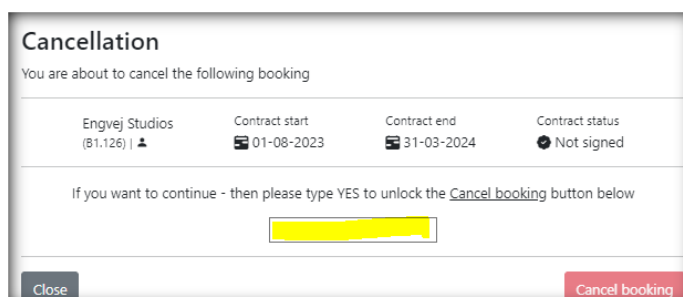 Cancellation
You are about to cancel the following booking
Engvej Studios Contract start Contract end Contract status
(B1.126) | 01-08-2023 31-03-2024 Not signed
If you want to continue - then please type YES to unlock the Cancel booking button below
Close Cancel booking